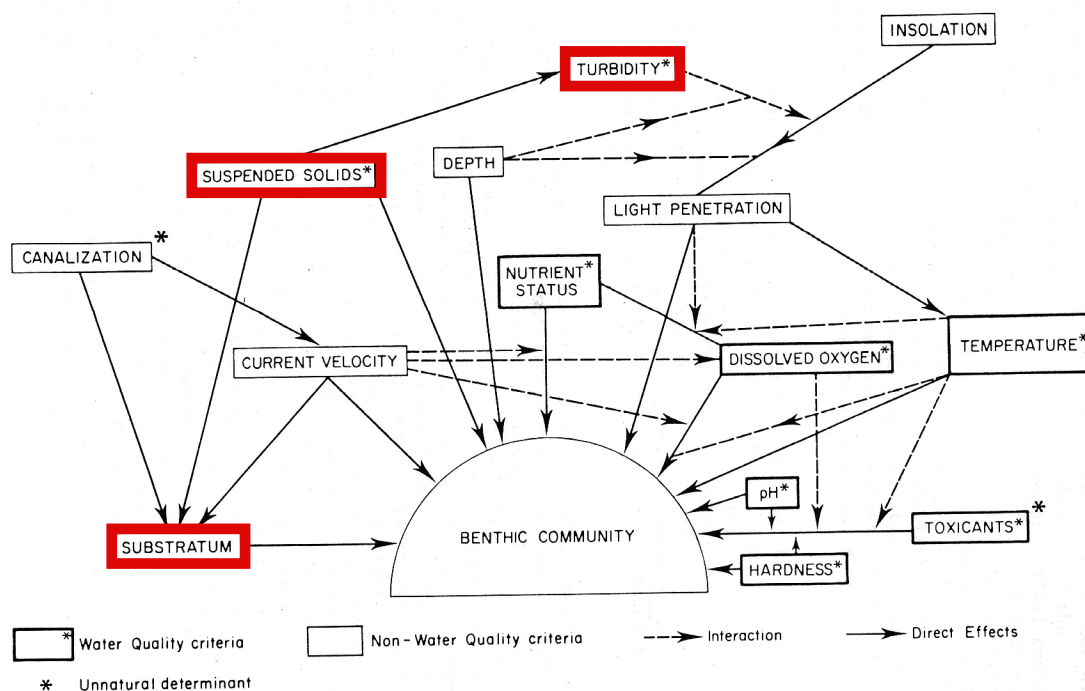 INSOLATION
TURBIDITY*
DEPTH
SUSPENDED SOLIDS*
LIGHT PENETRATION
CANALIZATION *
NUTRIENT*
STATUS
TEMPERATURE*
CURRENT VELOCITY
DISSOLVED OXYGEN*
pH*
SUBSTRATUM
BENTHIC COMMUNITY
TOXICANTS* *
HARDNESS*
* Water Quality criteria
Non-Water Quality criteria
Interaction
Direct Effects
* Unnatural determinant